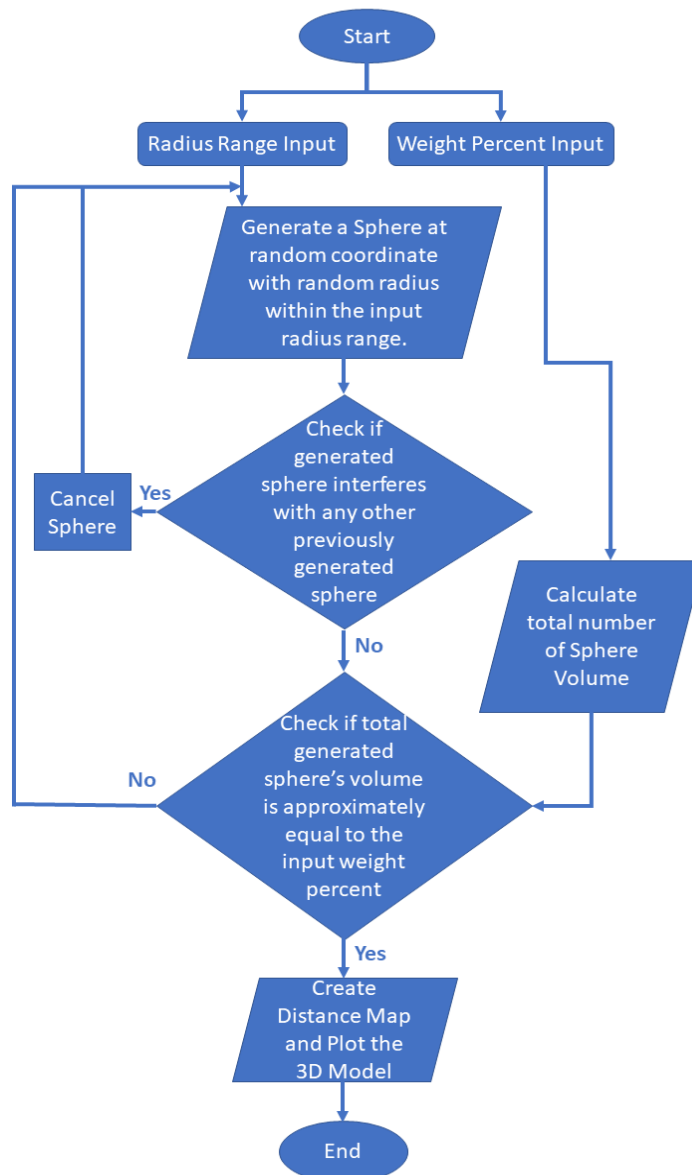 Start
Radius Range Input
Weight Percent Input
Generate a Sphere at
random coordinate
with random radius
within the input
radius range.
Check if
generated
sphere interferes
with any other
previously
generated
sphere
Yes
Cancel
Sphere
No
Calculate
total number
of Sphere
Volume
Check if total
generated
sphere’s volume
is approximately
equal to the
input weight
percent
No
Yes
Create
Distance Map
and Plot the
3D Model
End